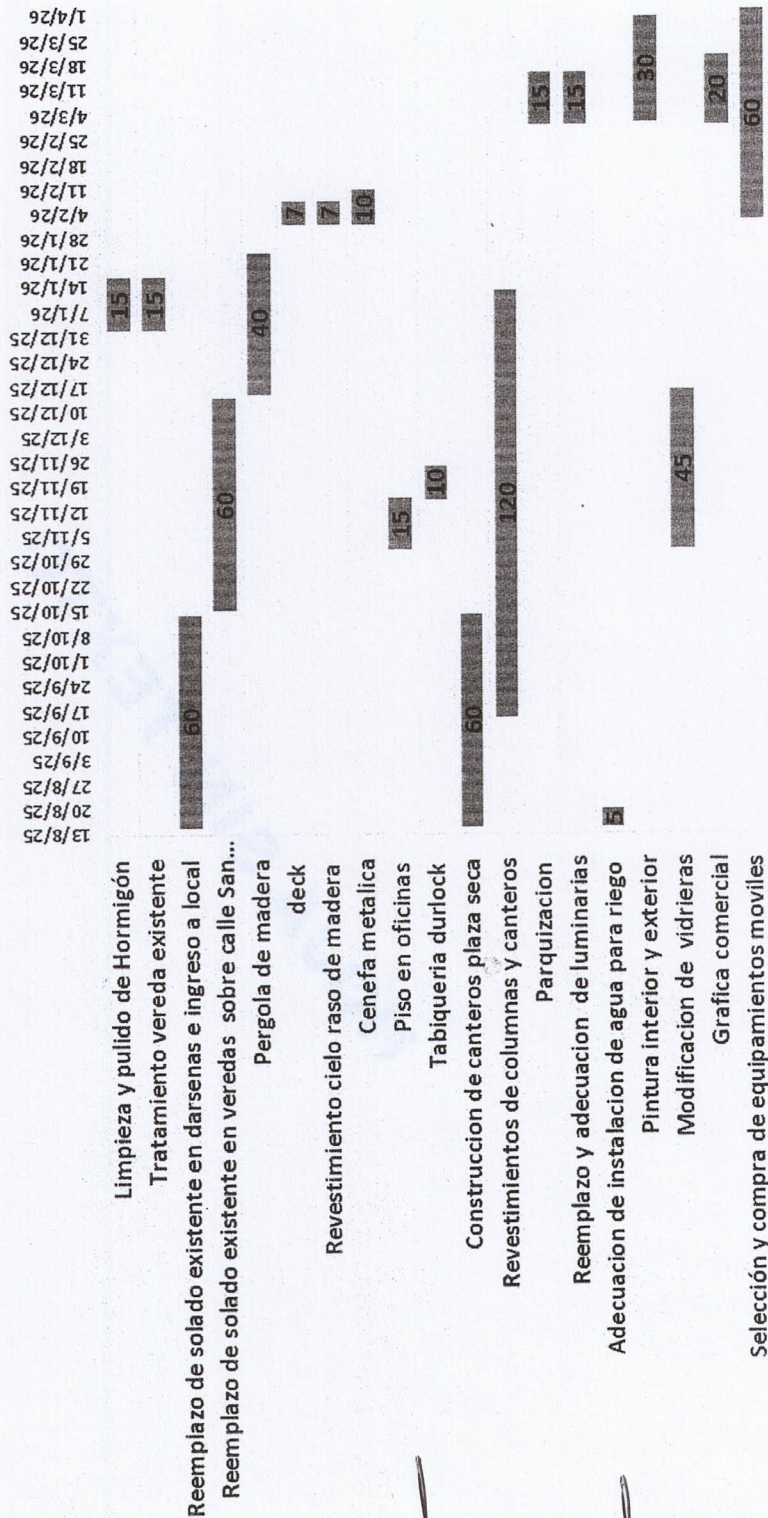 13/8/25 20/8/25 27/8/25 3/9/25 10/9/25 17/9/25 24/9/25 1/10/25 8/10/25 15/10/25 22/10/25 29/10/25 5/11/25 12/11/25 19/11/25 26/11/25 3/12/25 10/12/25 17/12/25 24/12/25 31/12/25 7/1/26 14/1/26 21/1/26 28/1/26 4/2/26 11/2/26 18/2/26 25/2/26 4/3/26 11/3/26 18/3/26 25/3/26 1/4/26
Limpieza y pulido de Hormigón 15
Tratamiento vereda existente 15
Reemplazo de solado existente en darsenas e ingreso a local 60
Reemplazo de solado existente en veredas sobre calle San... 60
Pergola de madera 40
deck 7
Revestimiento cielo raso de madera 7
Cenefa metalica 10
Piso en oficinas 15
Tabiqueria durlock 10
Construccion de canteros plaza seca 60
Revestimientos de columnas y canteros 120
Parquizacion 15
Reemplazo y adecuacion de luminarias 15
Adecuacion de instalacion de agua para riego 5
Pintura interior y exterior 30
Modificacion de vidrieras 45
Grafica comercial 20
Selección y compra de equipamientos moviles 60